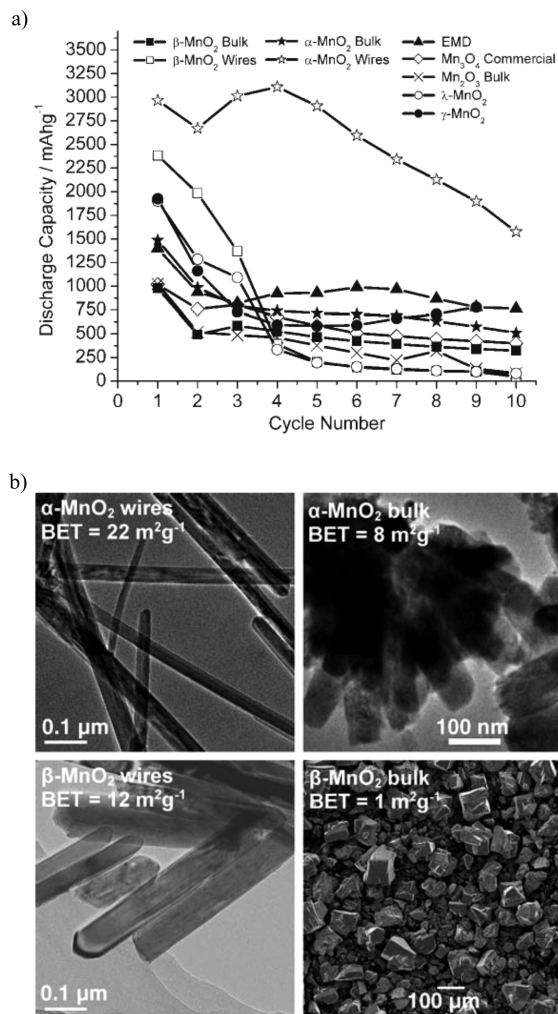 a)
β-MnO₂ Bulk
β-MnO₂ Wires
α-MnO₂ Bulk
α-MnO₂ Wires
EMD
Mn₃O₄ Commercial
Mn₂O₃ Bulk
λ-MnO₂
γ-MnO₂
Discharge Capacity / mAhg⁻¹
3500
3250
3000
2750
2500
2250
2000
1750
1500
1250
1000
750
500
250
0
0 1 2 3 4 5 6 7 8 9 10
Cycle Number
b)
α-MnO₂ wires
BET = 22 m²g⁻¹
0.1 μm
α-MnO₂ bulk
BET = 8 m²g⁻¹
100 nm
β-MnO₂ wires
BET = 12 m²g⁻¹
0.1 μm
β-MnO₂ bulk
BET = 1 m²g⁻¹
100 μm